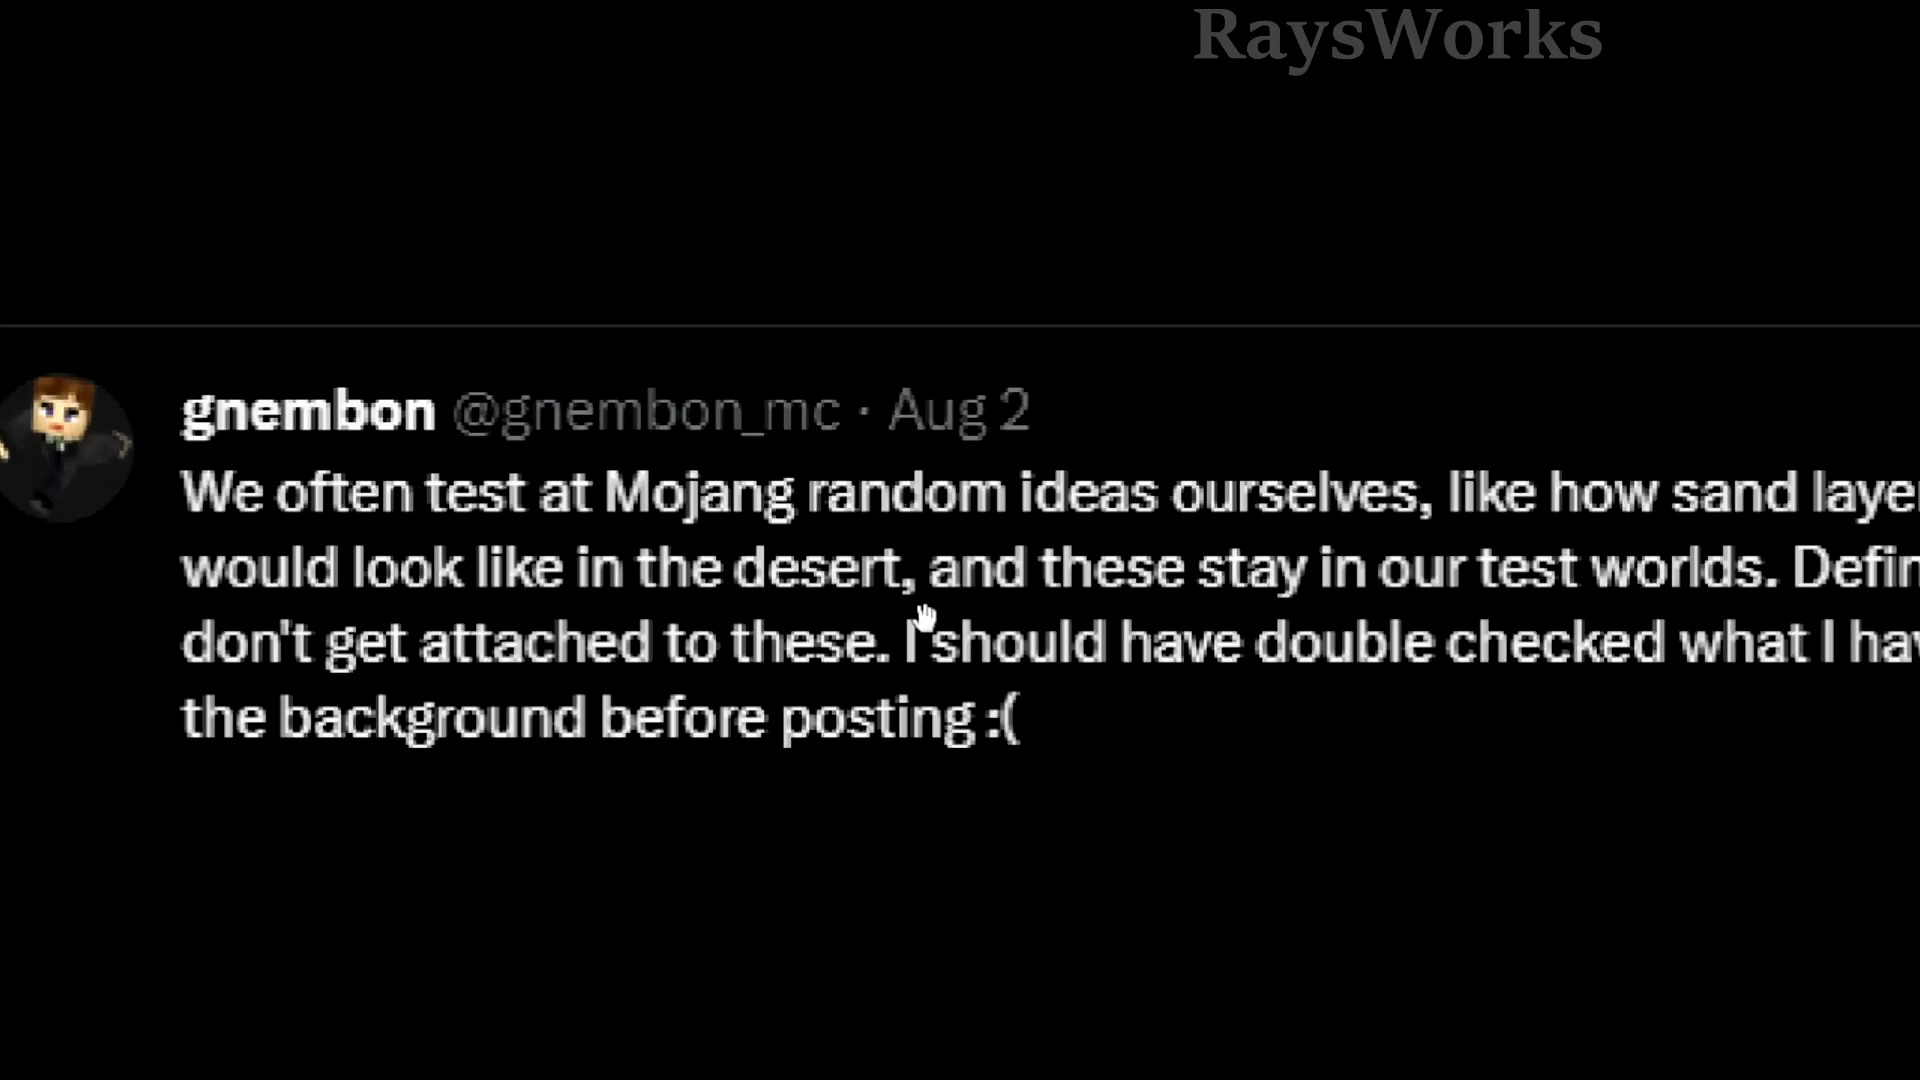 RaysWorks
gnembon @gnembon_mc · Aug 2
We often test at Mojang random ideas ourselves, like how sand
would look like in the desert, and these stay in our test worlds.
don't get attached to these. I should have double checked what I
the background before posting :(